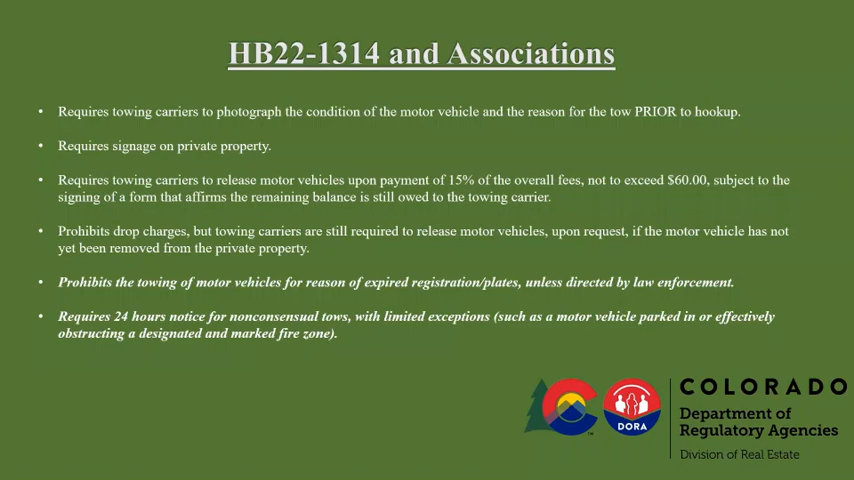 HB22-1314 and Associations
• Requires towing carriers to photograph the condition of the motor vehicle and the reason for the tow PRIOR to hookup.
• Requires signage on private property.
• Requires towing carriers to release motor vehicles upon payment of 15% of the overall fees, not to exceed $60.00, subject to the
signing of a form that affirms the remaining balance is still owed to the towing carrier.
• Prohibits drop charges, but towing carriers are still required to release motor vehicles, upon request, if the motor vehicle has not
yet been removed from the private property.
• Prohibits the towing of motor vehicles for reason of expired registration/plates, unless directed by law enforcement.
• Requires 24 hours notice for nonconsensual tows, with limited exceptions (such as a motor vehicle parked in or effectively
obstructing a designated and marked fire zone).
COLORADO
Department of
Regulatory Agencies
Division of Real Estate
DORA
TM